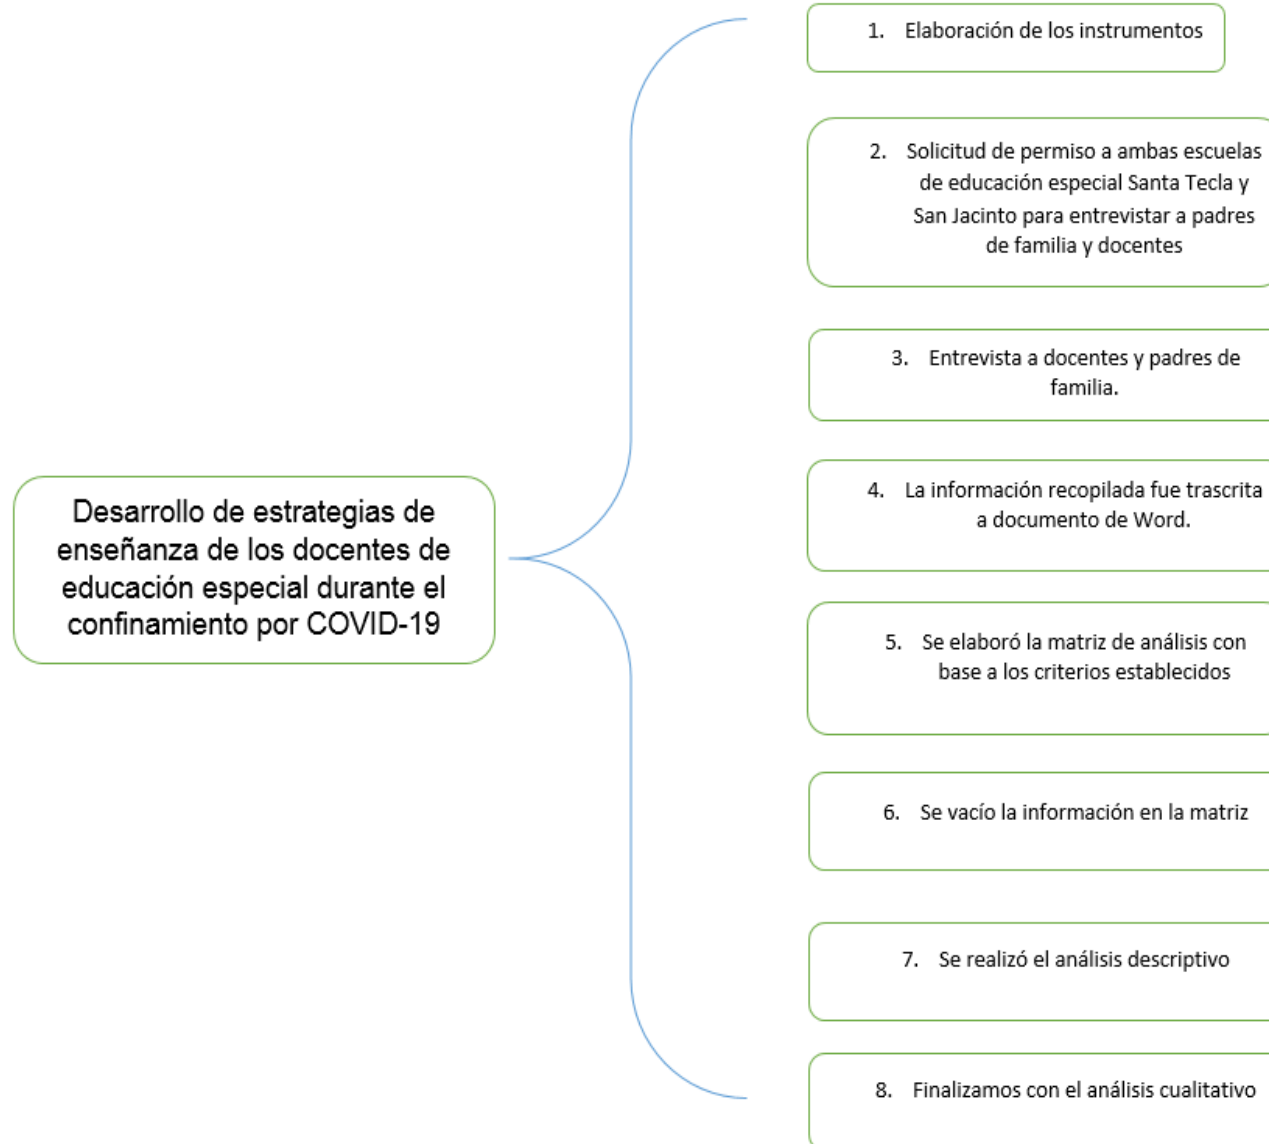 Desarrollo de estrategias de
enseñanza de los docentes de
educación especial durante el
confinamiento por COVID-19
1. Elaboración de los instrumentos
2. Solicitud de permiso a ambas escuelas
de educación especial Santa Tecla y
San Jacinto para entrevistar a padres
de familia y docentes
3. Entrevista a docentes y padres de
familia.
4. La información recopilada fue trascrita
a documento de Word.
5. Se elaboró la matriz de análisis con
base a los criterios establecidos
6. Se vacío la información en la matriz
7. Se realizó el análisis descriptivo
8. Finalizamos con el análisis cualitativo